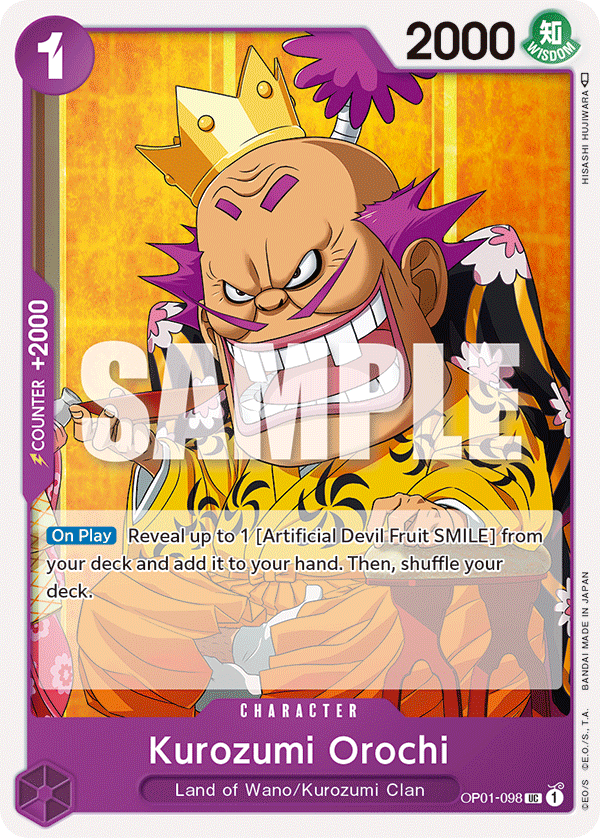 1
2000
知
WISDOM
HISASHI HUJIWARA
COUNTER +2000
SAMPLE
On Play Reveal up to 1 [Artificial Devil Fruit SMILE] from
your deck and add it to your hand. Then, shuffle your
deck.
©E.O./S ©E.O./S., T.A. BANDAI MADE IN JAPAN
CHARACTER
Kurozumi Orochi
Land of Wano/Kurozumi Clan
OP01-098 UC 1